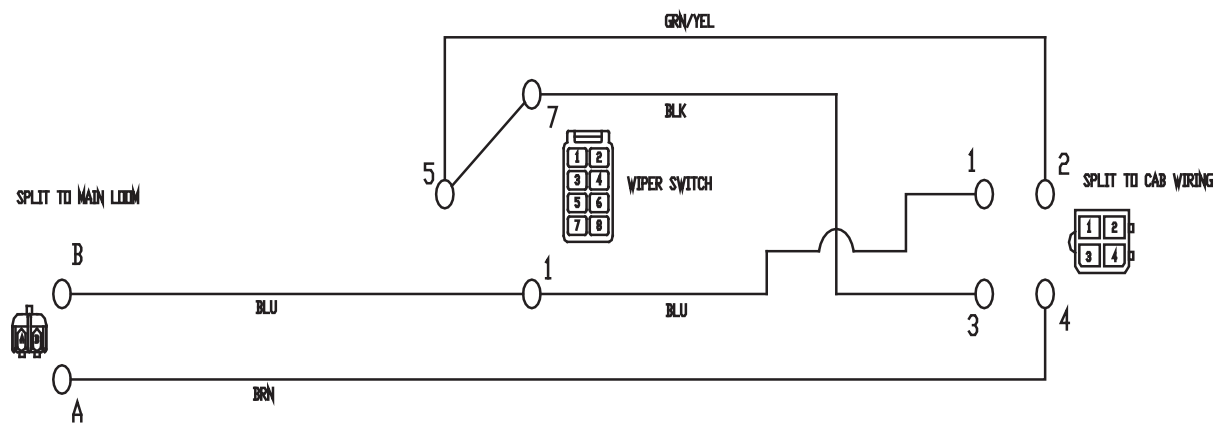 GRN/YEL
7
BLK
5
1 2
3 4
5 6
7 8
WIPER SWITCH
1
2
SPLIT TO CAB WIRING
1 2
3 4
SPLIT TO MAIN LOOM
B
1
BLU
BLU
3
4
A B
BRN
A